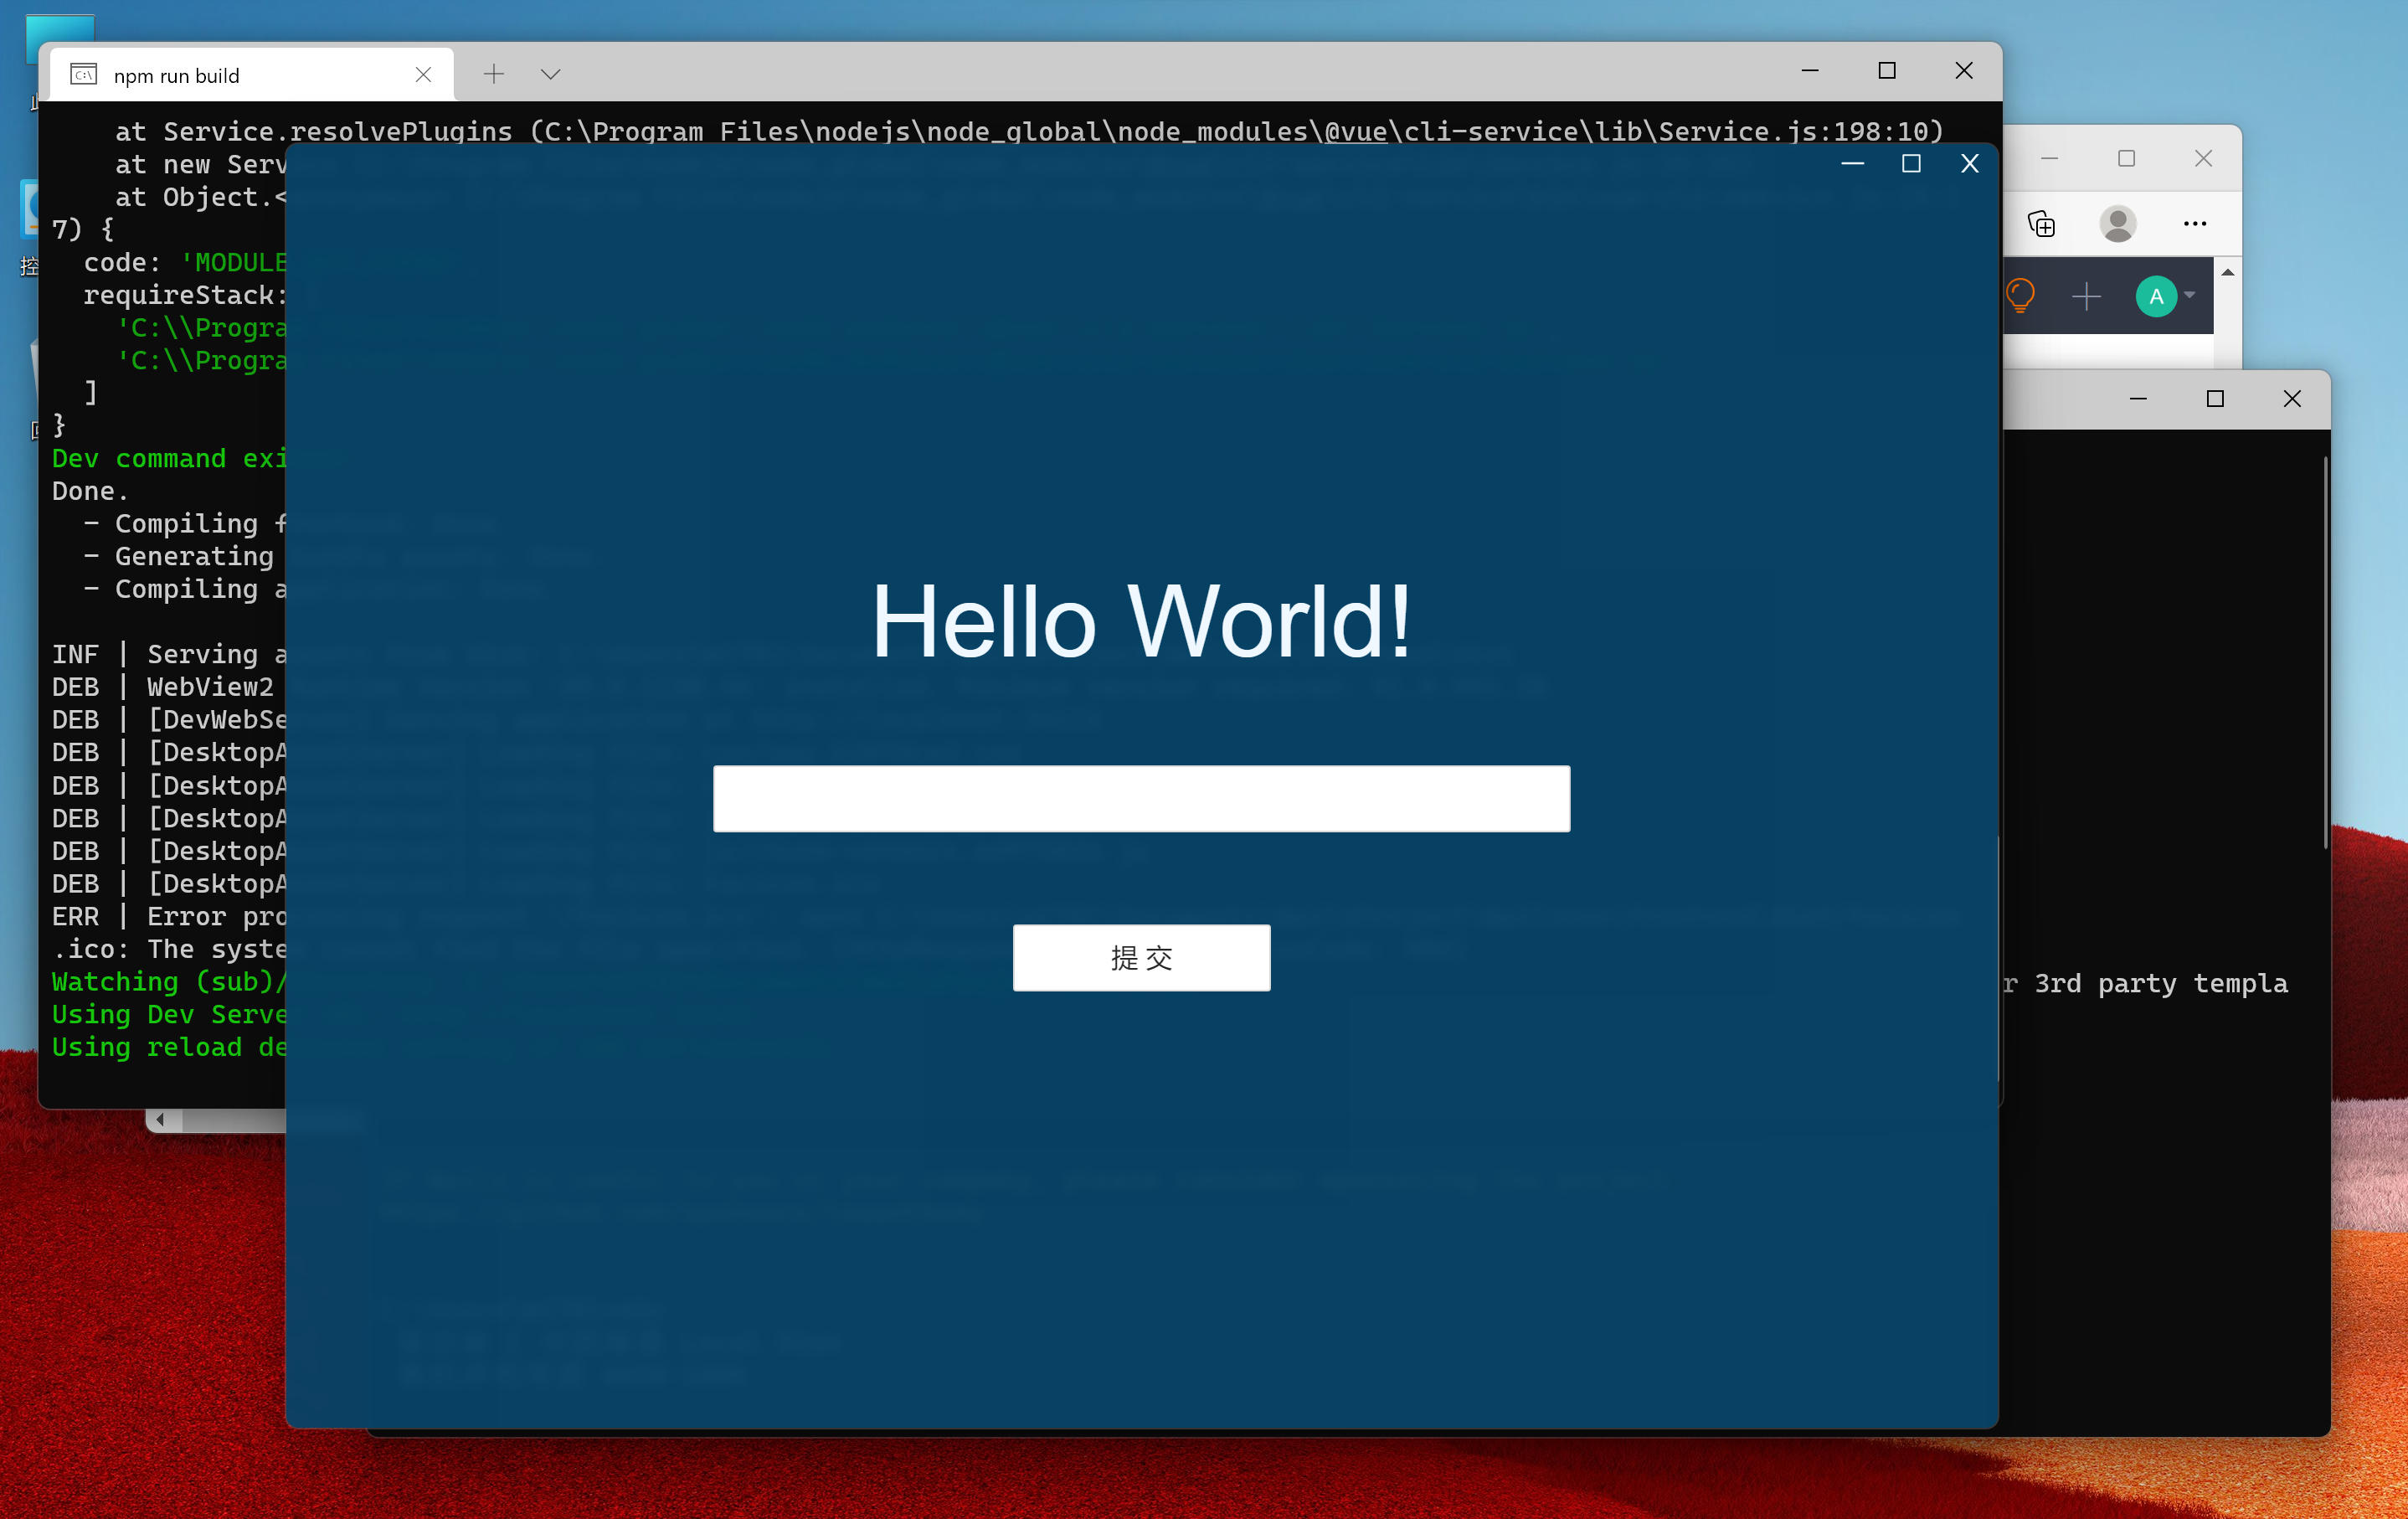 npm run build
at Service.resolvePlugins (C:\Program Files\nodejs\node_global\node_modules\@vue\cli-service\lib\Service.js:198:10)
at new Serv
at Object.<
7) {
code: 'MODULE
requireStack:
'C:\\Progra
'C:\\Progra
]
}
Dev command exi
Done.
- Compiling f
- Generating
- Compiling a
INF | Serving a
DEB | WebView2
DEB | [DevWebSe
DEB | [DesktopA
DEB | [DesktopA
DEB | [DesktopA
DEB | [DesktopA
DEB | [DesktopA
ERR | Error pro
.ico: The syste
Watching (sub)/
Using Dev Serve
Using reload de
Hello World!
提交
A
r 3rd party templa
控